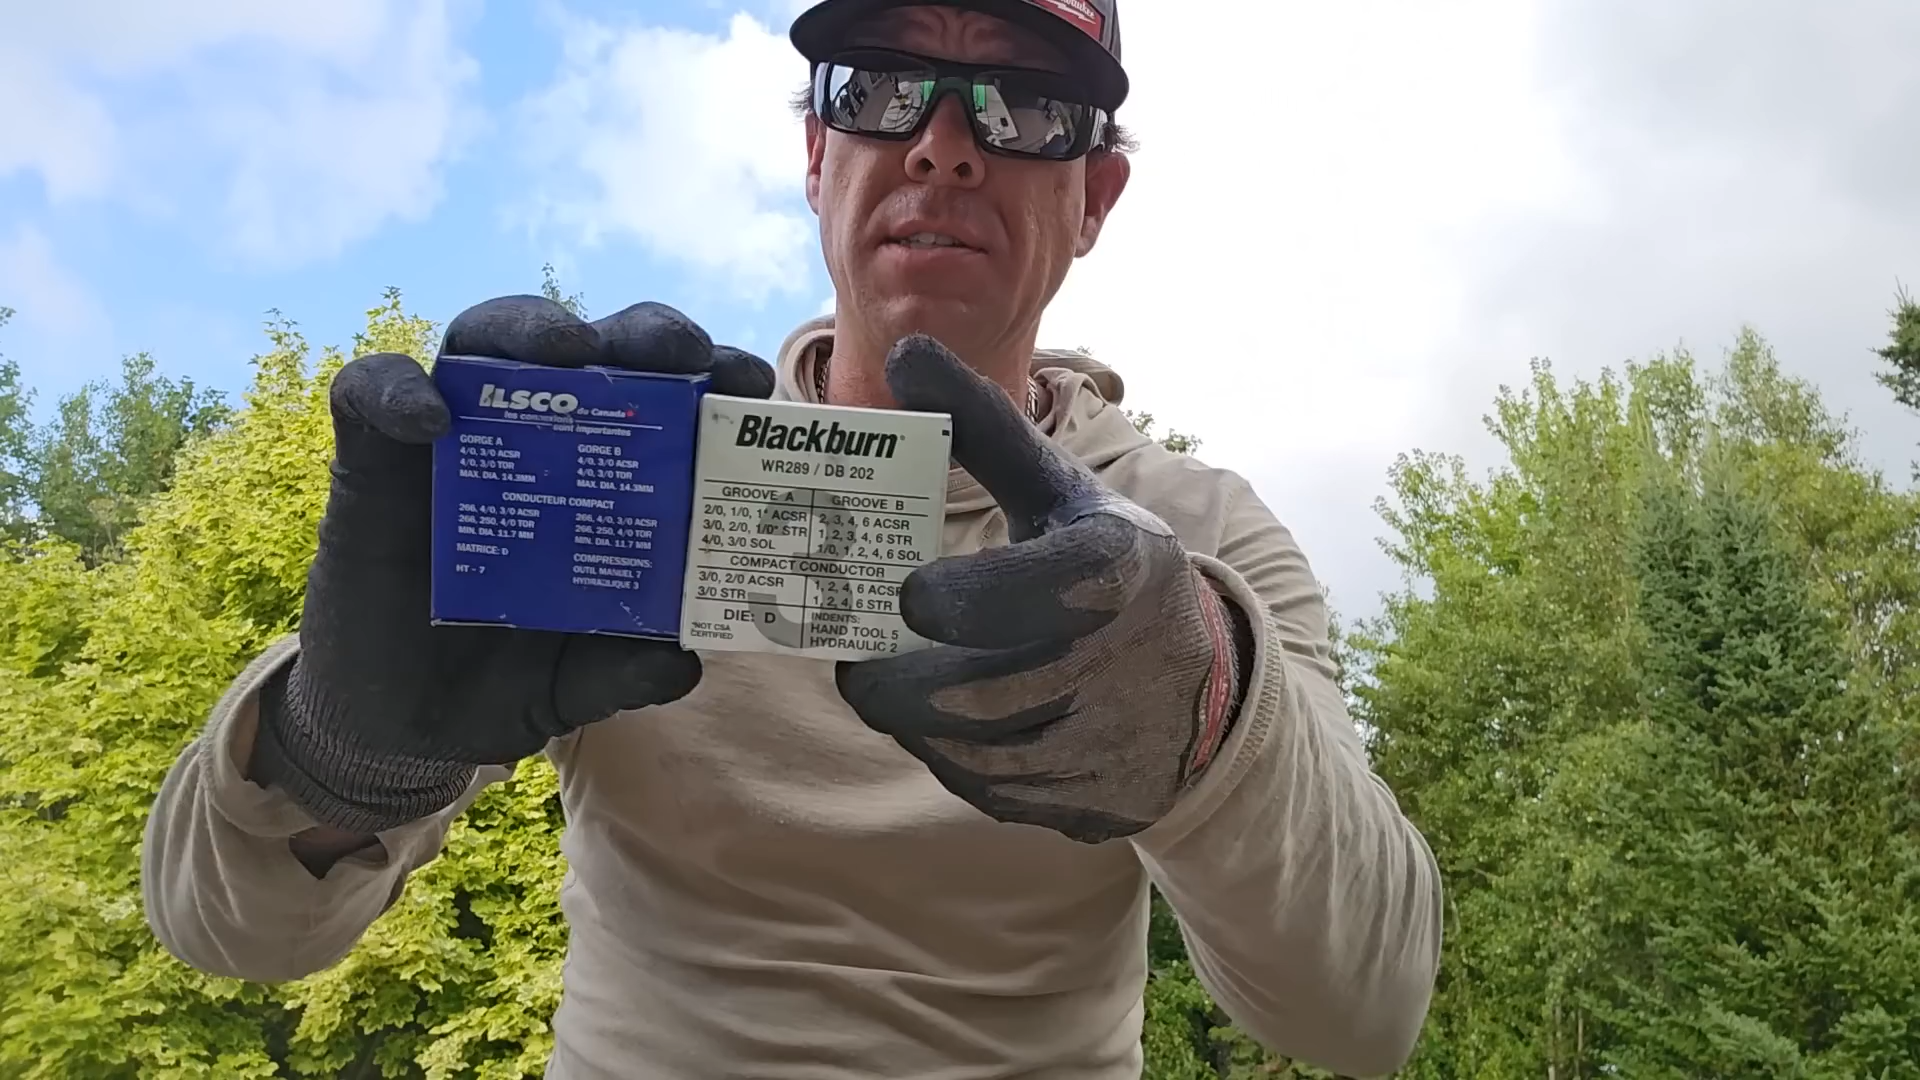 ILSCO du Canada
les connexions
sont importantes
GORGE A
4/0, 3/0 ACSR
4/0, 3/0 TOR
MAX. DIA. 14.3MM
GORGE B
4/0, 3/0 ACSR
4/0, 3/0 TOR
MAX. DIA. 14.3MM
CONDUCTEUR COMPACT
266, 4/0, 3/0 ACSR
266, 250, 4/0 TOR
MIN. DIA. 11.7 MM
266, 4/0, 3/0 ACSR
266, 250, 4/0 TOR
MIN. DIA. 11.7 MM
MATRICE: D
HT - 7
COMPRESSIONS:
OUTIL MANUEL 7
HYDRAULIQUE 3
Blackburn®
WR289 / DB 202
GROOVE A
2/0, 1/0, 1* ACSR
3/0, 2/0, 1/0* STR
4/0, 3/0 SOL
GROOVE B
2, 3, 4, 6 ACSR
1, 2, 3, 4, 6 STR
1/0, 1, 2, 4, 6 SOL
COMPACT CONDUCTOR
3/0, 2/0 ACSR
3/0 STR
1, 2, 4, 6 ACSR
1, 2, 4, 6 STR
DIE: D
*NOT CSA
CERTIFIED
INDENTS:
HAND TOOL 5
HYDRAULIC 2